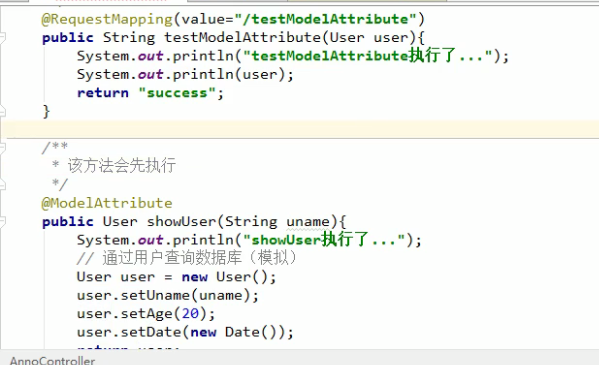 @RequestMapping(value="/testModelAttribute")
public String testModelAttribute(User user){
System.out.println("testModelAttribute执行了...");
System.out.println(user);
return "success";
}
/**
* 该方法会先执行
*/
@ModelAttribute
public User showUser(String uname){
System.out.println("showUser执行了...");
// 通过用户查询数据库（模拟）
User user = new User();
user.setUname(uname);
user.setAge(20);
user.setDate(new Date());
return user;
AnnoController